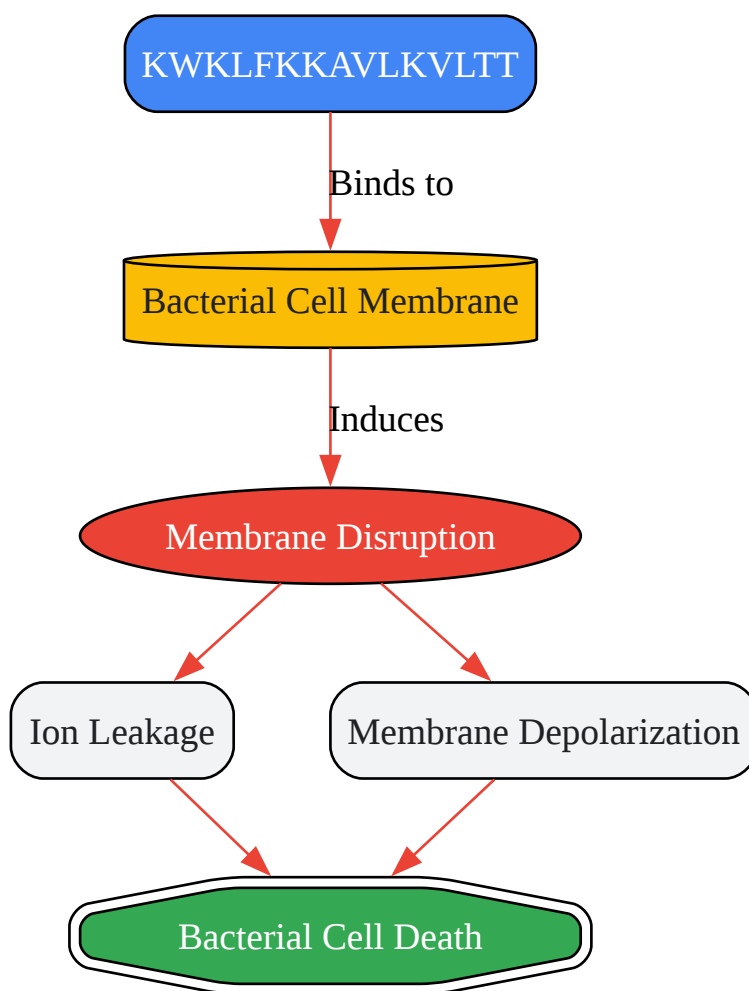 KWKLFKKAVLKVLTT
Binds to
Bacterial Cell Membrane
Induces
Membrane Disruption
Ion Leakage
Membrane Depolarization
Bacterial Cell Death